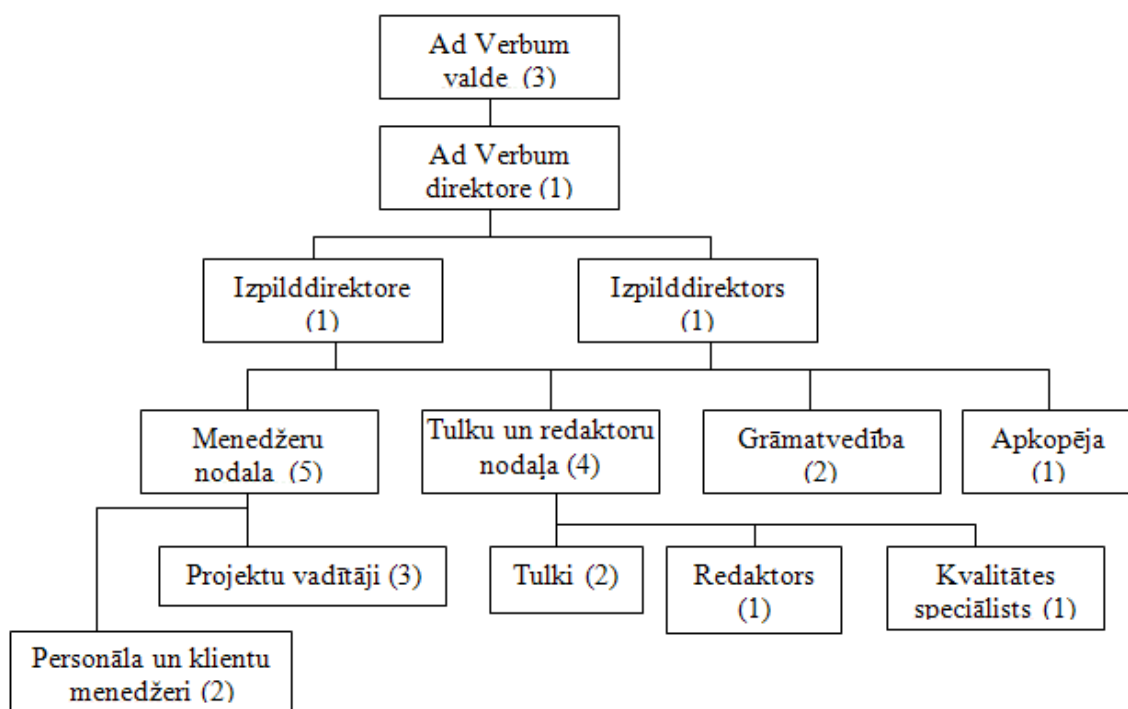 Ad Verbum
valde (3)
Ad Verbum
direktore (1)
Izpilddirektore
(1)
Izpilddirektors
(1)
Menedžeru
nodala (5)
Tulku un redaktoru
nodaļa (4)
Grāmatvedība
(2)
Apkopēja
(1)
Projektu vadītāji (3)
Tulki (2)
Redaktors
(1)
Kvalitātes
speciālists (1)
Personāla un klientu
menedžeri (2)